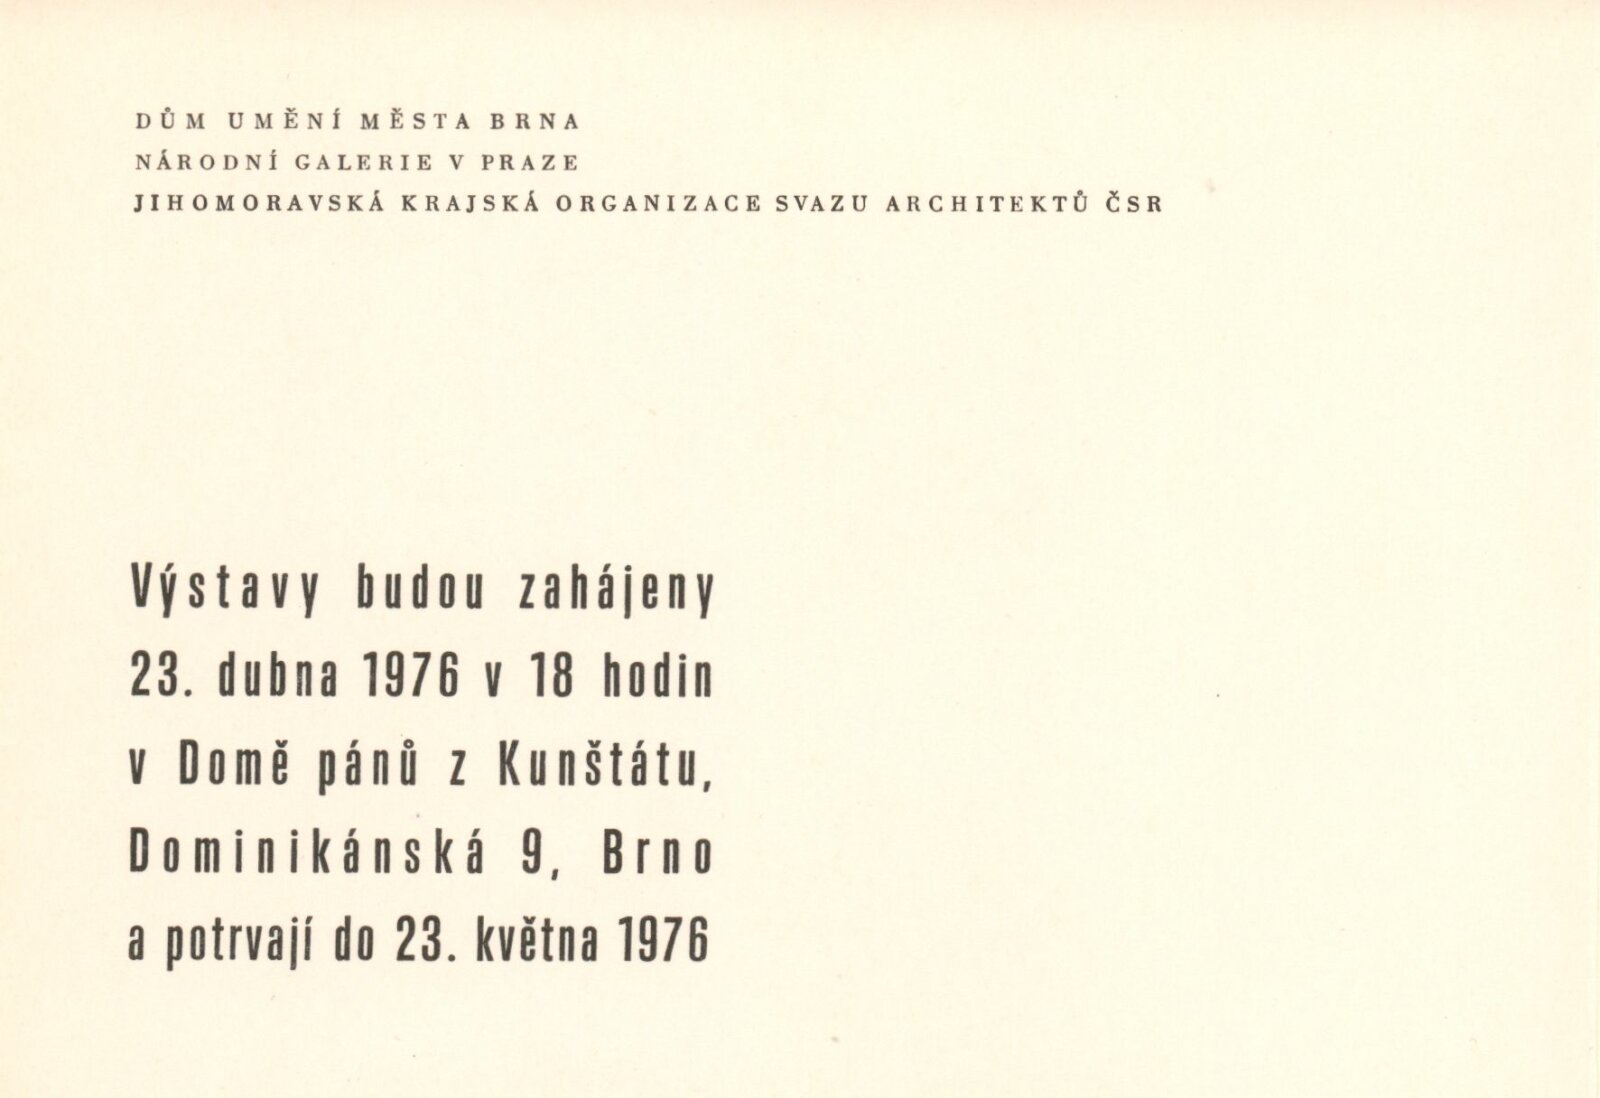 DŮM UMĚNÍ MĚSTA BRNA
NÁRODNÍ GALERIE V PRAZE
JIHOMORAVSKÁ KRAJSKÁ ORGANIZACE SVAZU ARCHITEKTŮ ČSR
Výstavy budou zahájeny
23. dubna 1976 v 18 hodin
v Domě pánů z Kunštátu,
Dominikánská 9, Brno
a potrvají do 23. května 1976